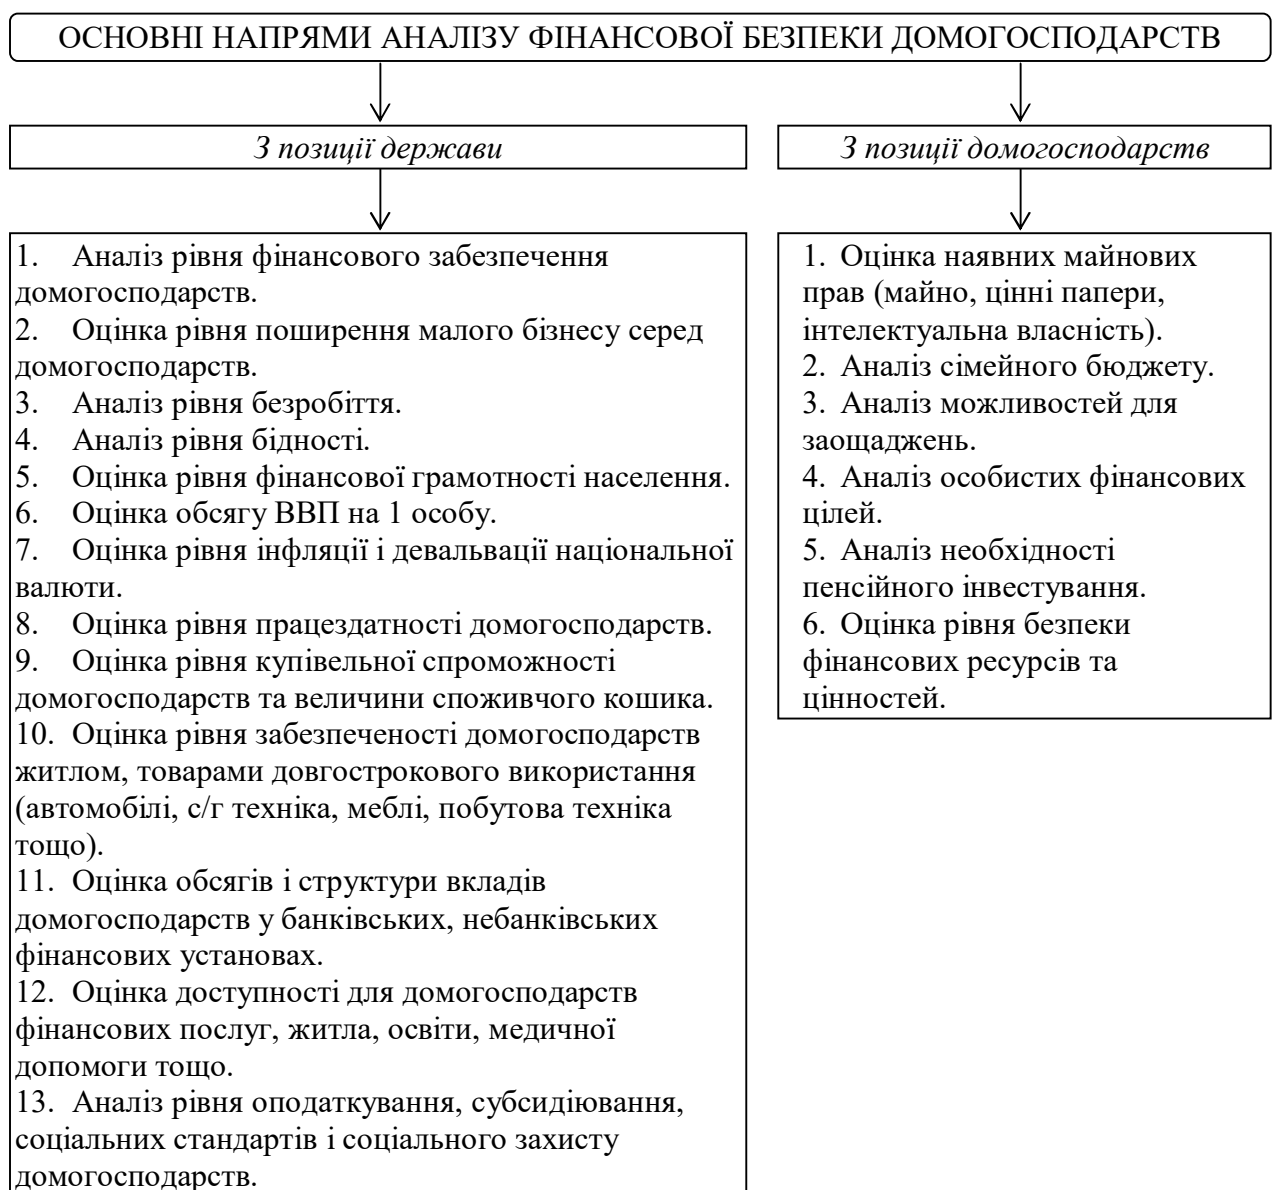 ОСНОВНІ НАПРЯМИ АНАЛІЗУ ФІНАНСОВОЇ БЕЗПЕКИ ДОМОГОСПОДАРСТВ
З позиції держави
1. Аналіз рівня фінансового забезпечення
домогосподарств.
2. Оцінка рівня поширення малого бізнесу серед
домогосподарств.
3. Аналіз рівня безробіття.
4. Аналіз рівня бідності.
5. Оцінка рівня фінансової грамотності населення.
6. Оцінка обсягу ВВП на 1 особу.
7. Оцінка рівня інфляції і девальвації національної
валюти.
8. Оцінка рівня працездатності домогосподарств.
9. Оцінка рівня купівельної спроможності
домогосподарств та величини споживчого кошика.
10. Оцінка рівня забезпеченості домогосподарств
житлом, товарами довгострокового використання
(автомобілі, с/г техніка, меблі, побутова техніка
тощо).
11. Оцінка обсягів і структури вкладів
домогосподарств у банківських, небанківських
фінансових установах.
12. Оцінка доступності для домогосподарств
фінансових послуг, житла, освіти, медичної
допомоги тощо.
13. Аналіз рівня оподаткування, субсидіювання,
соціальних стандартів і соціального захисту
домогосподарств.
З позиції домогосподарств
1. Оцінка наявних майнових
прав (майно, цінні папери,
інтелектуальна власність).
2. Аналіз сімейного бюджету.
3. Аналіз можливостей для
заощаджень.
4. Аналіз особистих фінансових
цілей.
5. Аналіз необхідності
пенсійного інвестування.
6. Оцінка рівня безпеки
фінансових ресурсів та
цінностей.